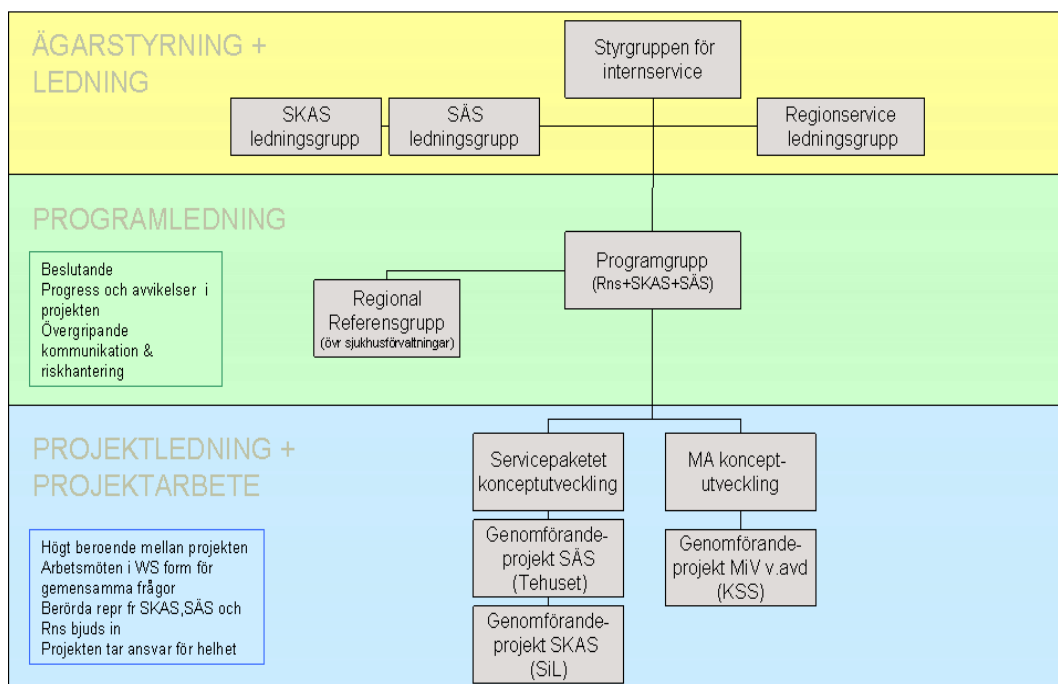 ÄGARSTYRNING +
LEDNING
Styrgruppen för
internservice
SKAS
ledningsgrupp
SÄS
ledningsgrupp
Regionservice
ledningsgrupp
PROGRAMLEDNING
Beslutande
Progress och avvikelser i
projekten
Övergripande
kommunikation &
riskhantering
Programgrupp
(Rns+SKAS+SÄS)
Regional
Referensgrupp
(övr sjukhusförvaltningar)
PROJEKTLEDNING +
PROJEKTARBETE
Högt beroende mellan projekten
Arbetsmöten i WS form för
gemensamma frågor
Berörda repr fr SKAS,SÄS och
Rns bjuds in
Projekten tar ansvar för helhet
Servicepaketet
konceptutveckling
Genomförande-
projekt SÄS
(Tehuset)
Genomförande-
projekt SKAS
(SiL)
MA koncept-
utveckling
Genomförande-
projekt MiV v.avd
(KSS)